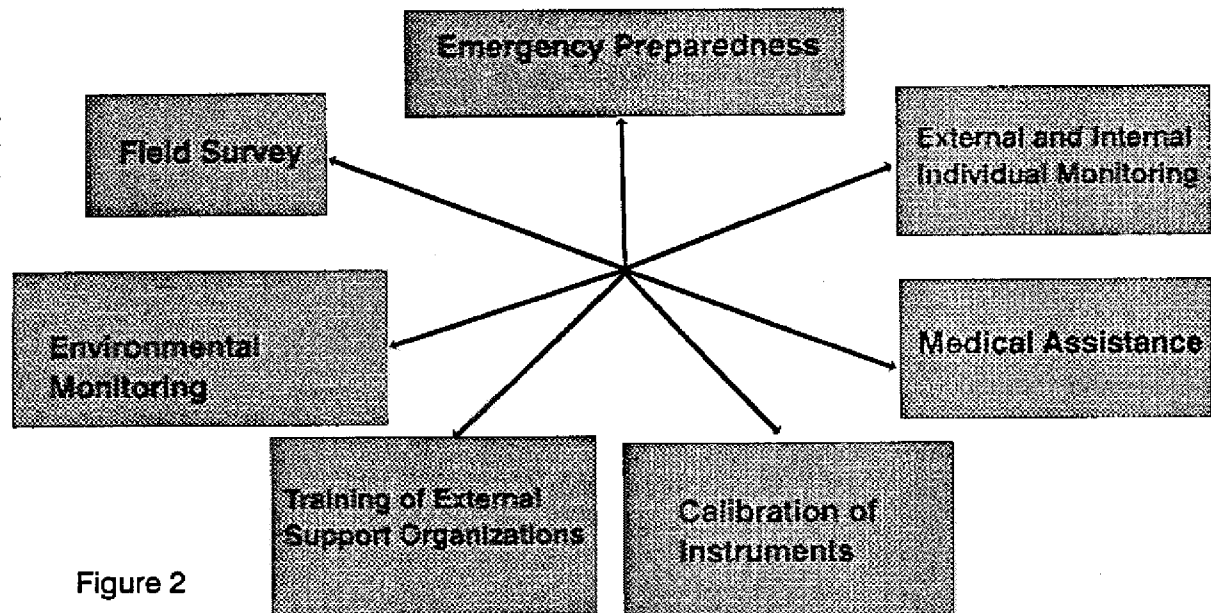 Emergency Preparedness
Field Survey
External and Internal
Individual Monitoring
Environmental
Monitoring
Medical Assistance
Training of External
Support Organizations
Calibration of
Instruments
Figure 2